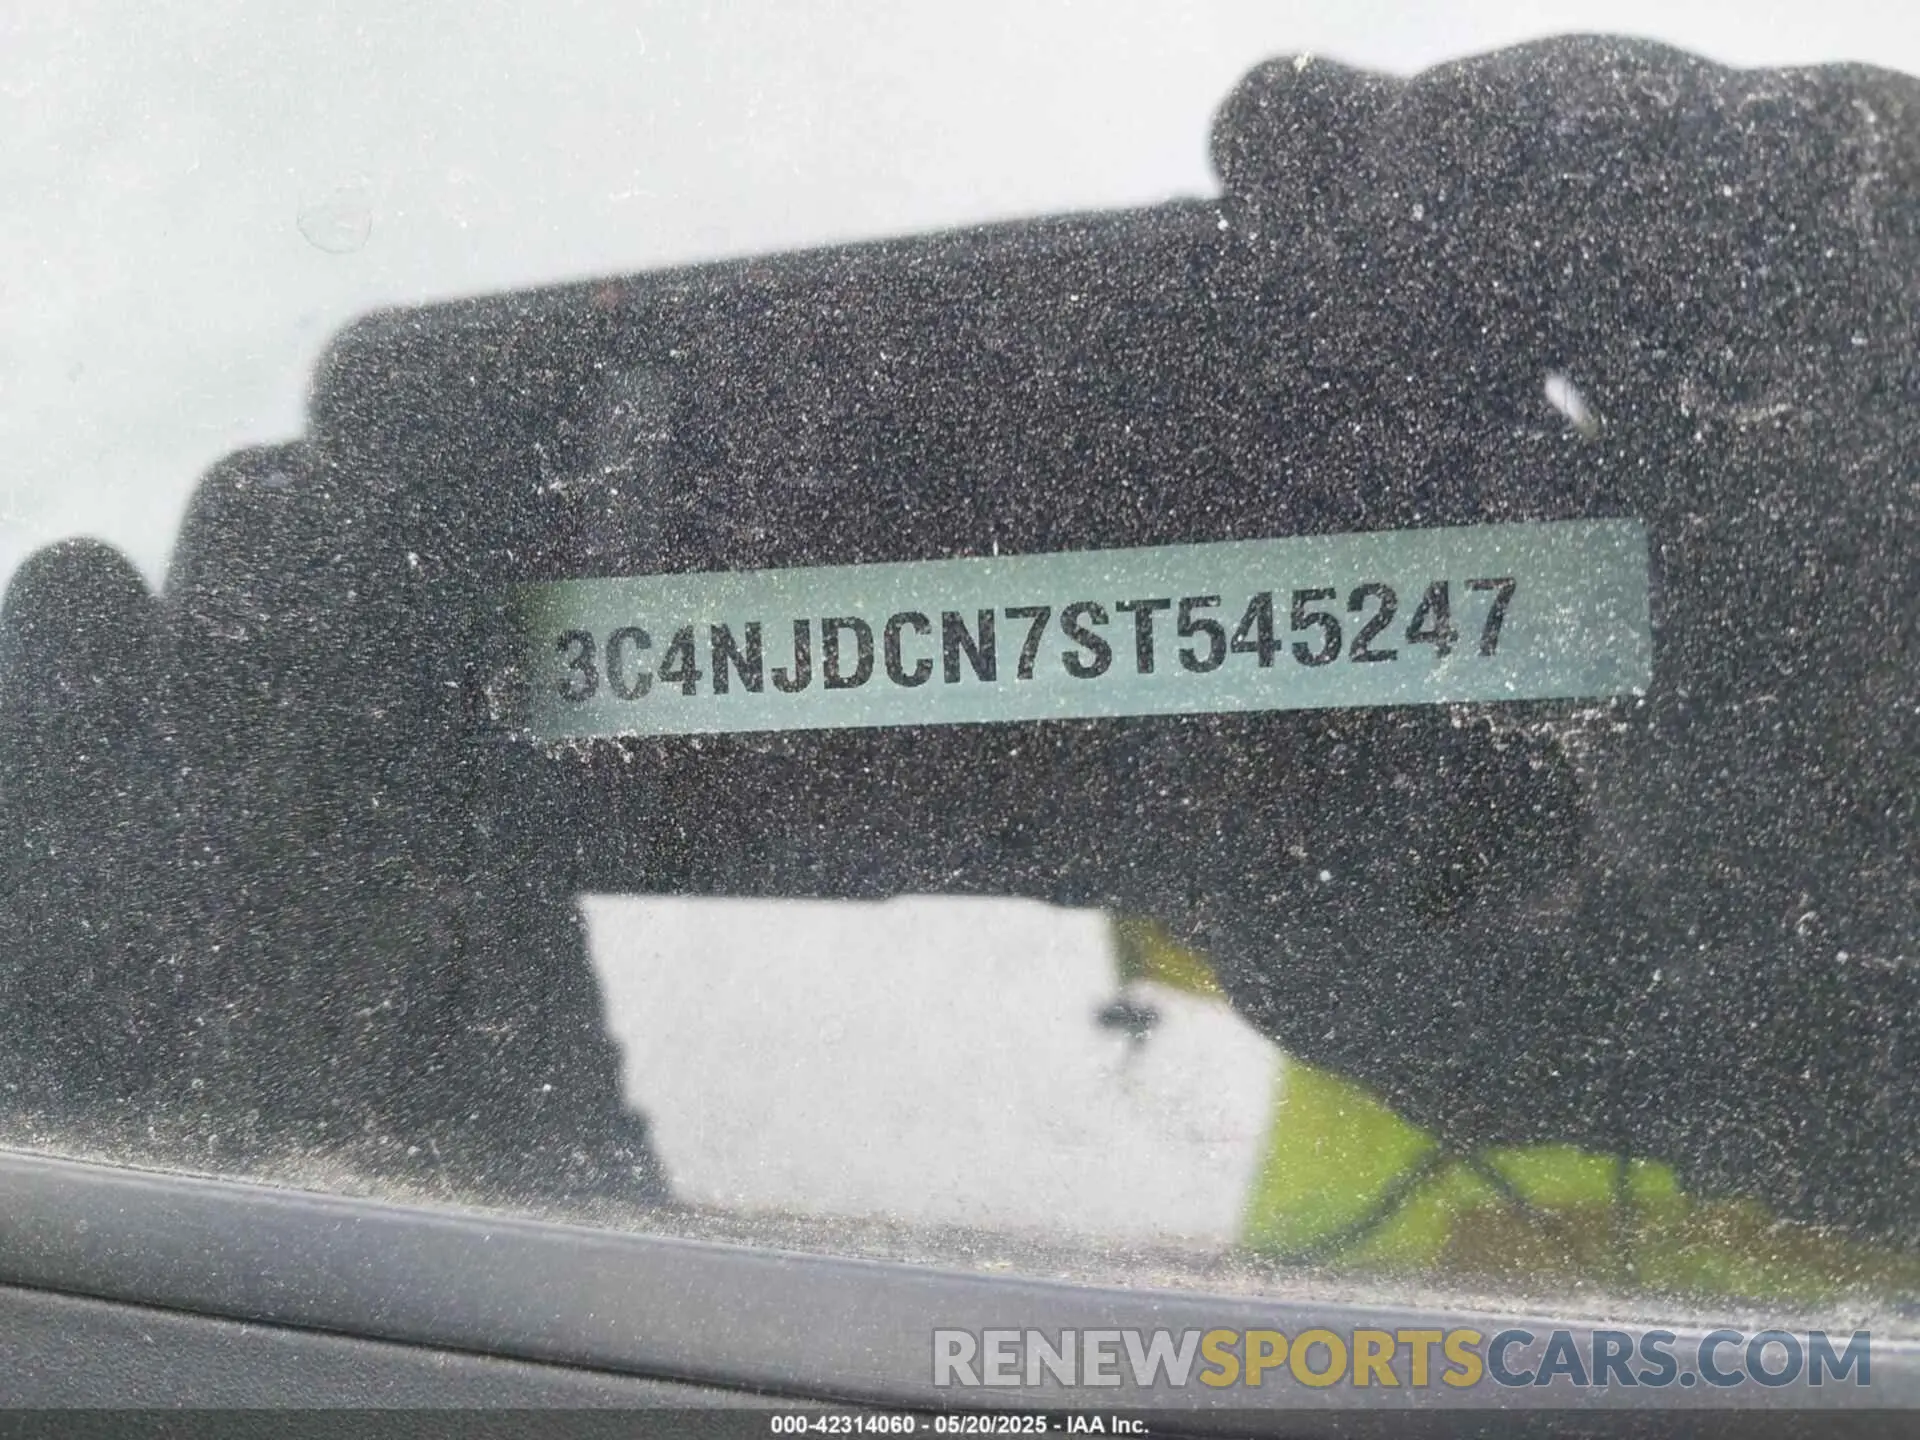 3C4NJDCN7ST545247
RENEWSPORTSCARS.COM
000-42314060 - 05/20/2025 - IAA Inc.